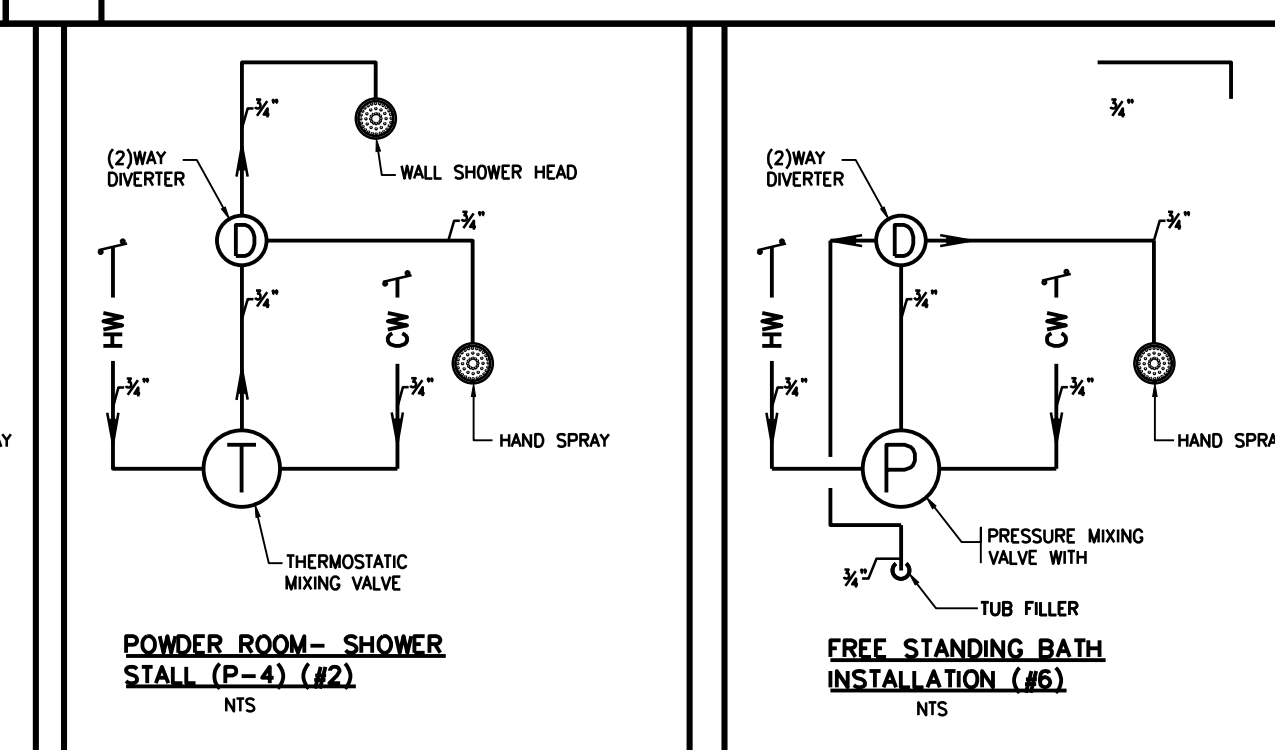 ¾"
WALL SHOWER HEAD
(2)WAY
DIVERTER
D
¾"
¾"
HW
CW
¾"
¾"
T
HAND SPRAY
THERMOSTATIC
MIXING VALVE
POWDER ROOM- SHOWER
STALL (P-4) (#2)
NTS
¾"
(2)WAY
DIVERTER
D
¾"
¾"
HW
CW
¾"
¾"
P
HAND SPRA
PRESSURE MIXING
VALVE WITH
¾"
TUB FILLER
FREE STANDING BATH
INSTALLATION (#6)
NTS